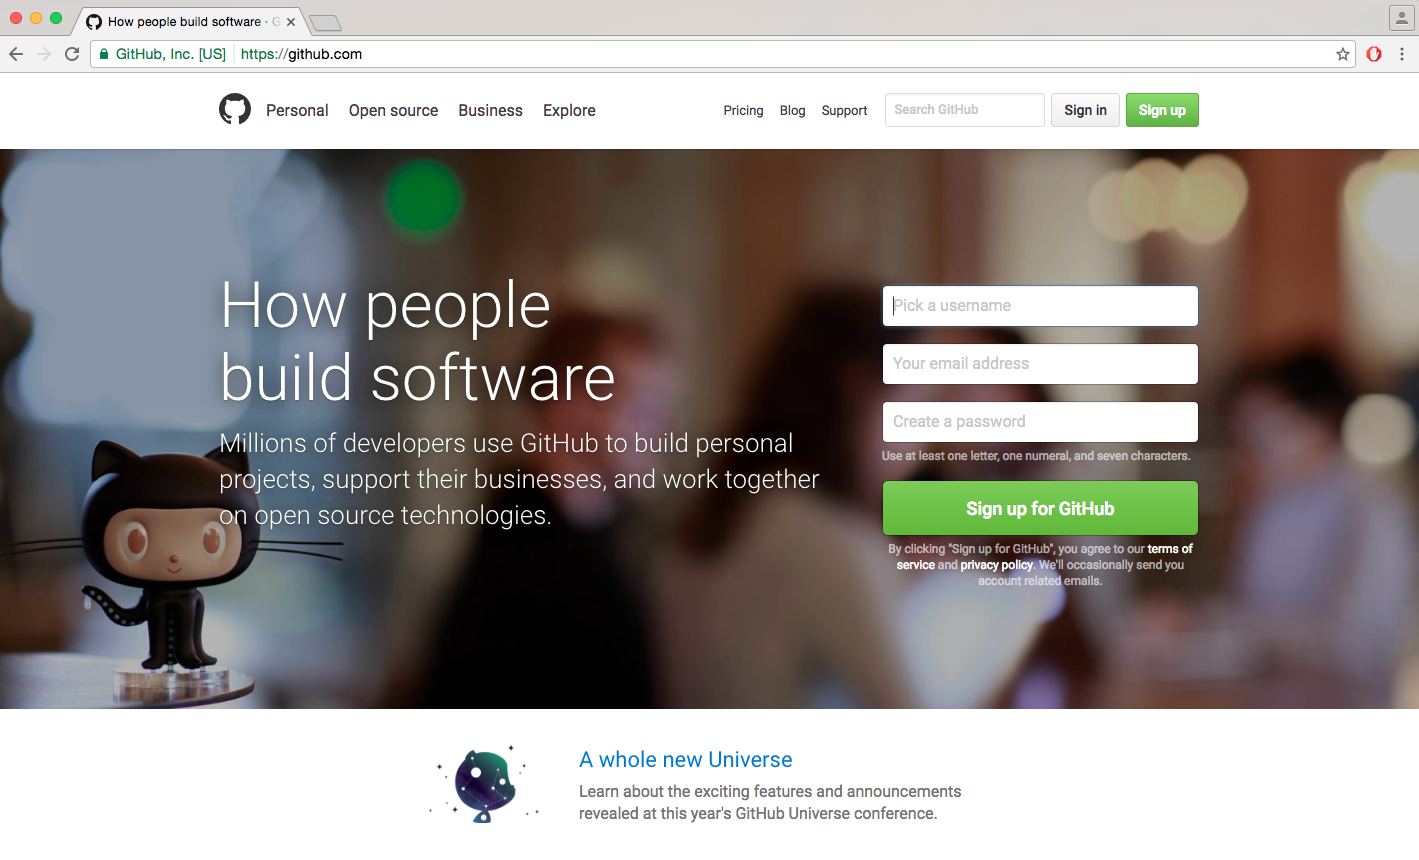 How people build software · G
GitHub, Inc. [US] https://github.com
Personal Open source Business Explore Pricing Blog Support Search GitHub Sign in Sign up
How people
build software
Millions of developers use GitHub to build personal
projects, support their businesses, and work together
on open source technologies.
Pick a username
Your email address
Create a password
Use at least one letter, one numeral, and seven characters.
Sign up for GitHub
By clicking "Sign up for GitHub", you agree to our terms of
service and privacy policy. We'll occasionally send you
account related emails.
A whole new Universe
Learn about the exciting features and announcements
revealed at this year's GitHub Universe conference.